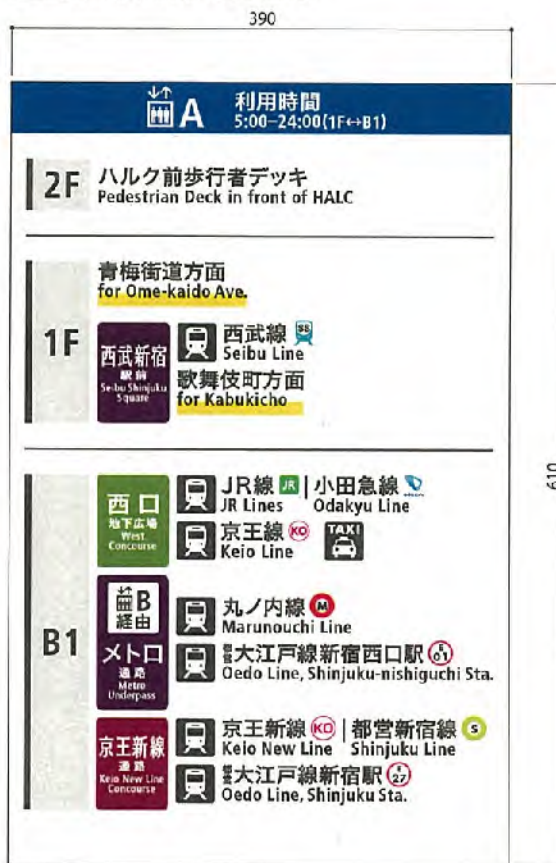 390
A 利用時間
5:00-24:00(1F↔B1)
2F ハルク前歩行者デッキ
Pedestrian Deck in front of HALC
青梅街道方面
for Ome-kaido Ave.
1F
西武新宿
駅前
Seibu Shinjuku
Square
西武線 SS
Seibu Line
歌舞伎町方面
for Kabukicho
610
B1
西口
地下広場
West
Concourse
JR線 JR | 小田急線
JR Lines Odakyu Line
京王線 KO TAXI
Keio Line
B
経由
メトロ
通路
Metro
Underpass
丸ノ内線 M
Marunouchi Line
都営大江戸線新宿西口駅 E 01
Oedo Line, Shinjuku-nishiguchi Sta.
京王新線
通路
Keio New Line
Concourse
京王新線 KO | 都営新宿線 S
Keio New Line Shinjuku Line
都営大江戸線新宿駅 E 27
Oedo Line, Shinjuku Sta.